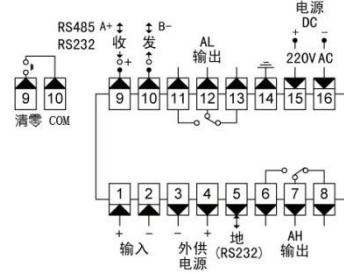 电源
DC
RS485 A+ B-
RS232 收 发
AL
输出
+ -
+
220V AC
9 10
9 10 11 12 13 14 15 16
清零 COM
1 2 3 4 5 6 7 8
+ - - +
输入
外供
电源
地
(RS232)
AH
输出